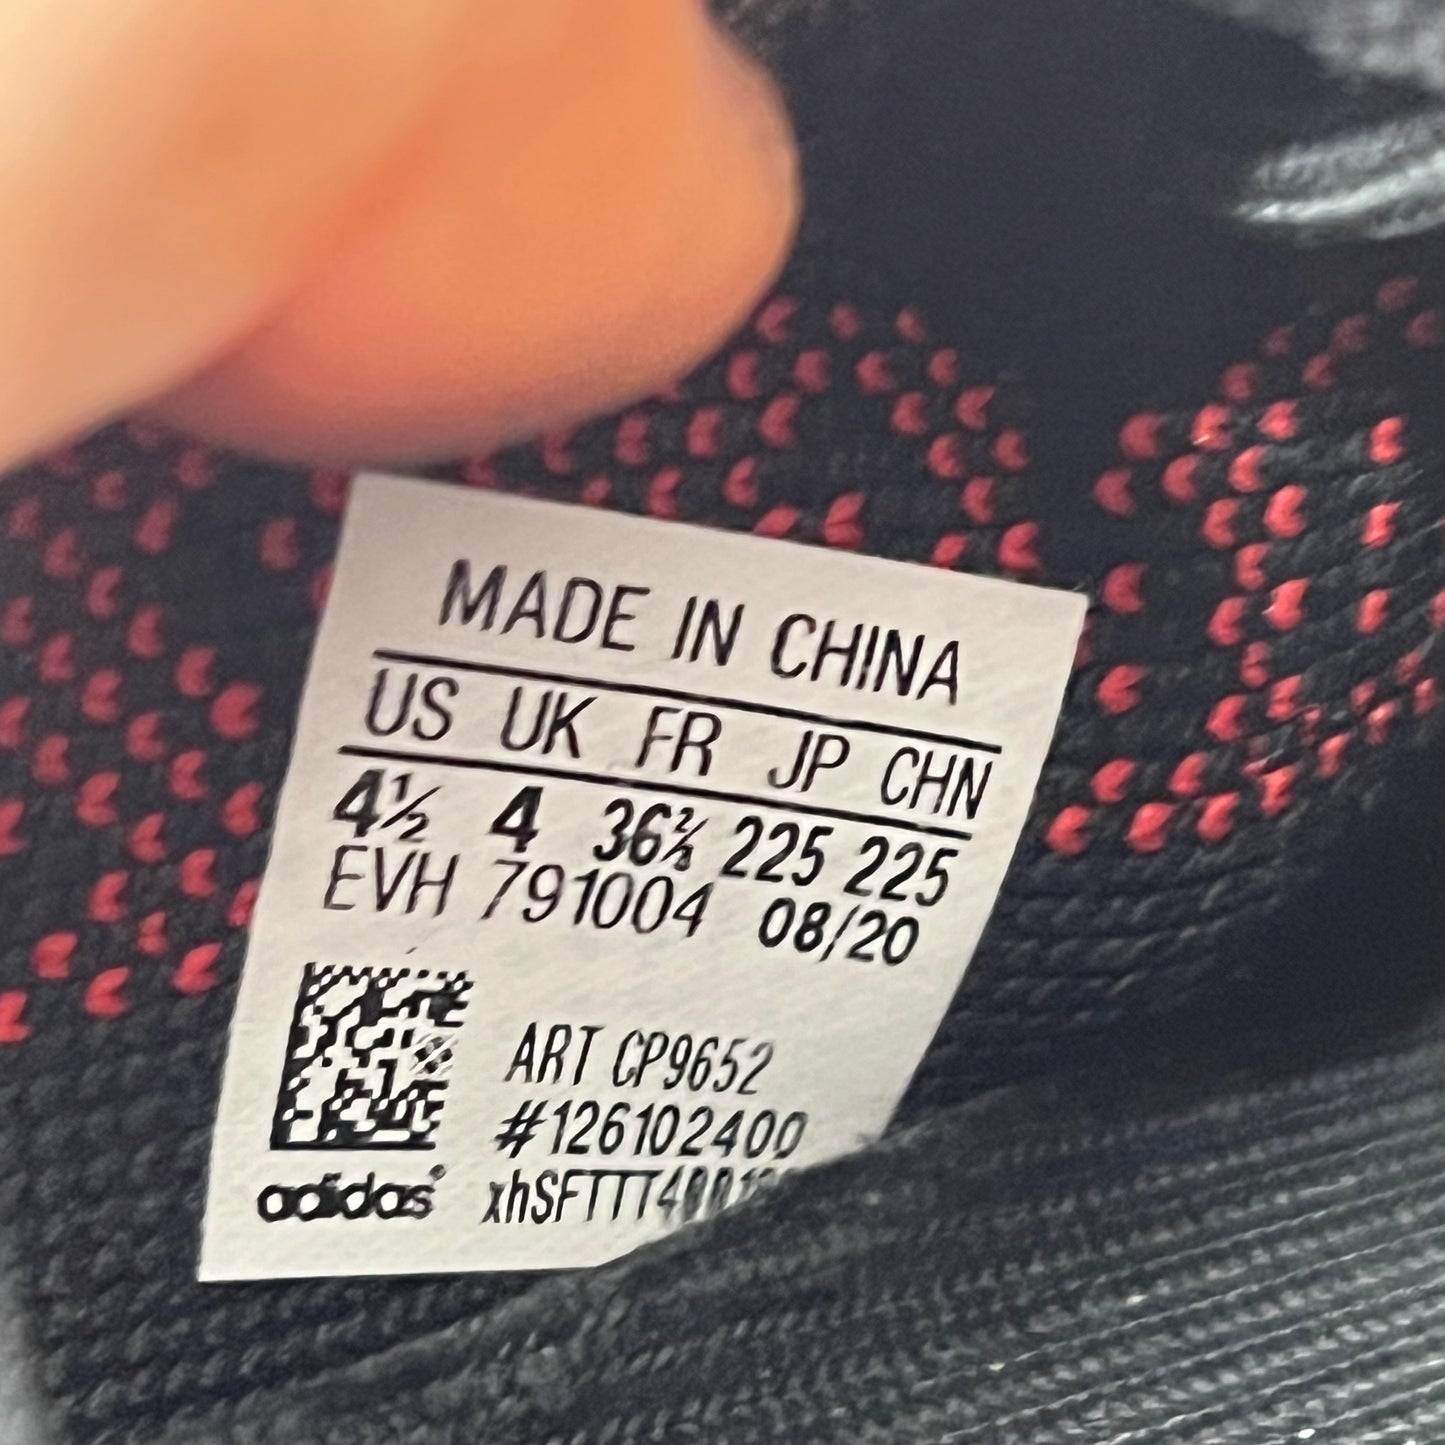 MADE IN CHINA
US UK FR JP CHN
4½ 4 36⅔ 225 225
EVH 791004 08/20
ART CP9652
#126102400
adidas®